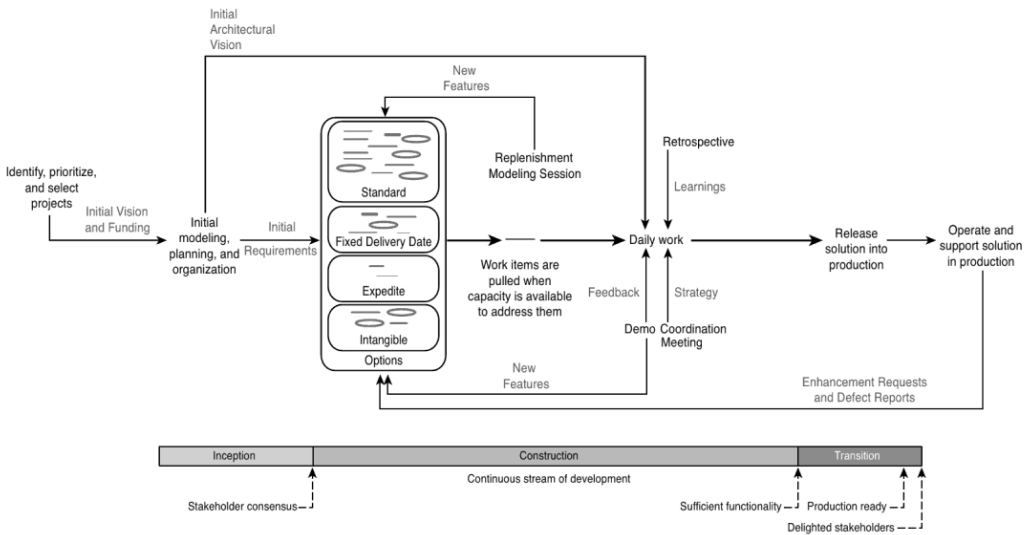 Initial
Architectural
Vision
New
Features
Retrospective
Replenishment
Modeling Session
Learnings
Identify, prioritize,
and select
projects
Initial Vision
and Funding
Initial
modeling,
planning, and
organization
Initial
Requirements
Standard
Fixed Delivery Date
Expedite
Intangible
Options
Work items are
pulled when
capacity is available
to address them
Daily work
Feedback
Strategy
Demo
Coordination
Meeting
Release
solution into
production
Operate and
support solution
in production
New
Features
Enhancement Requests
and Defect Reports
Inception
Construction
Transition
Continuous stream of development
Stakeholder consensus
Sufficient functionality
Production ready
Delighted stakeholders